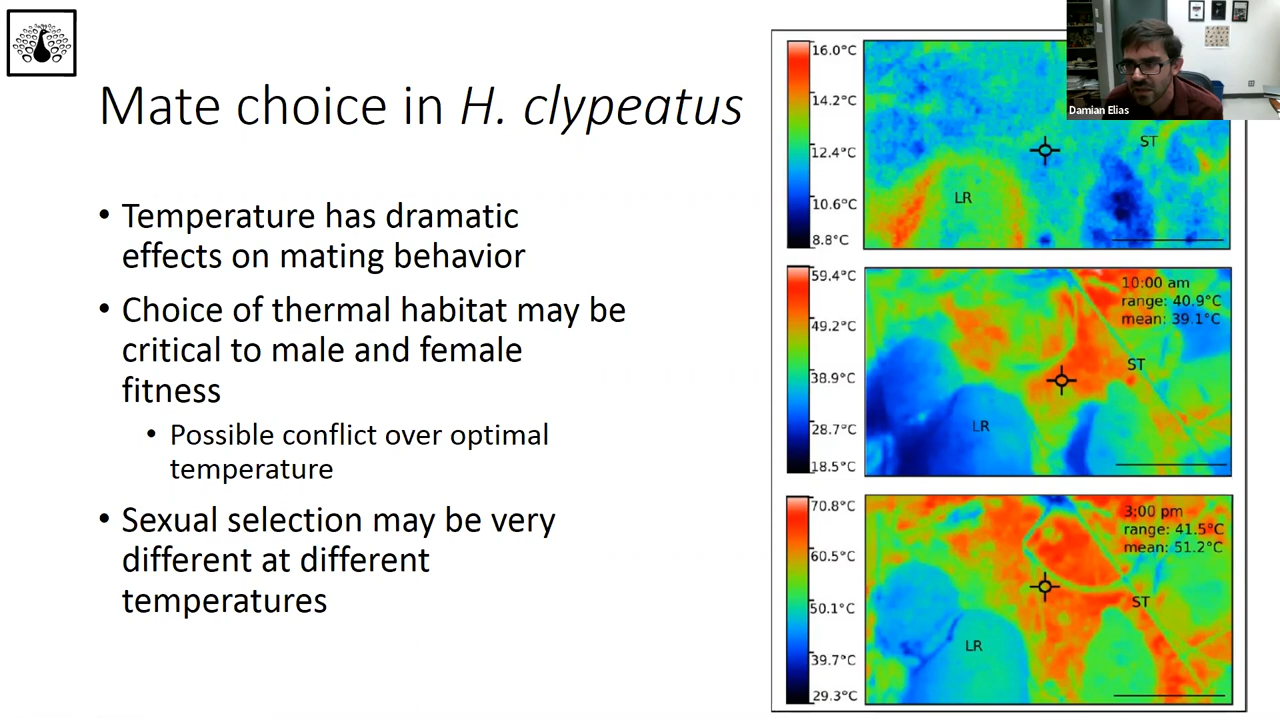 Mate choice in H. clypeatus
• Temperature has dramatic
effects on mating behavior
• Choice of thermal habitat may be
critical to male and female
fitness
• Possible conflict over optimal
temperature
• Sexual selection may be very
different at different
temperatures
16.0°C
14.2°C
12.4°C
10.6°C
8.8°C
LR
ST
Damian Elias
59.4°C
49.2°C
38.9°C
28.7°C
18.5°C
10:00 am
range: 40.9°C
mean: 39.1°C
ST
LR
70.8°C
60.5°C
50.1°C
39.7°C
29.3°C
3:00 pm
range: 41.5°C
mean: 51.2°C
ST
LR